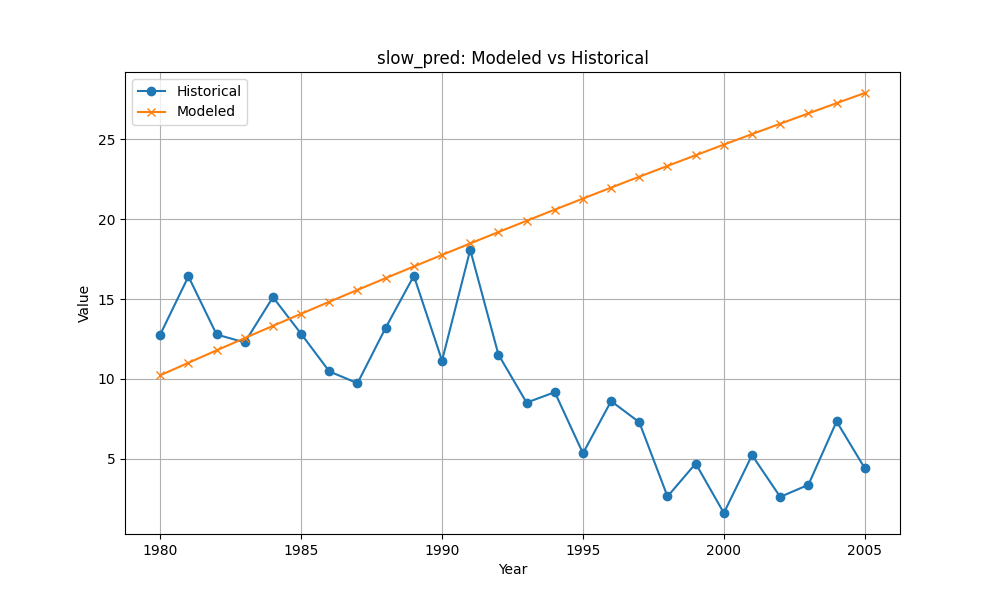 slow_pred: Modeled vs Historical
Historical
Modeled
25
20
15
10
5
Value
1980 1985 1990 1995 2000 2005
Year